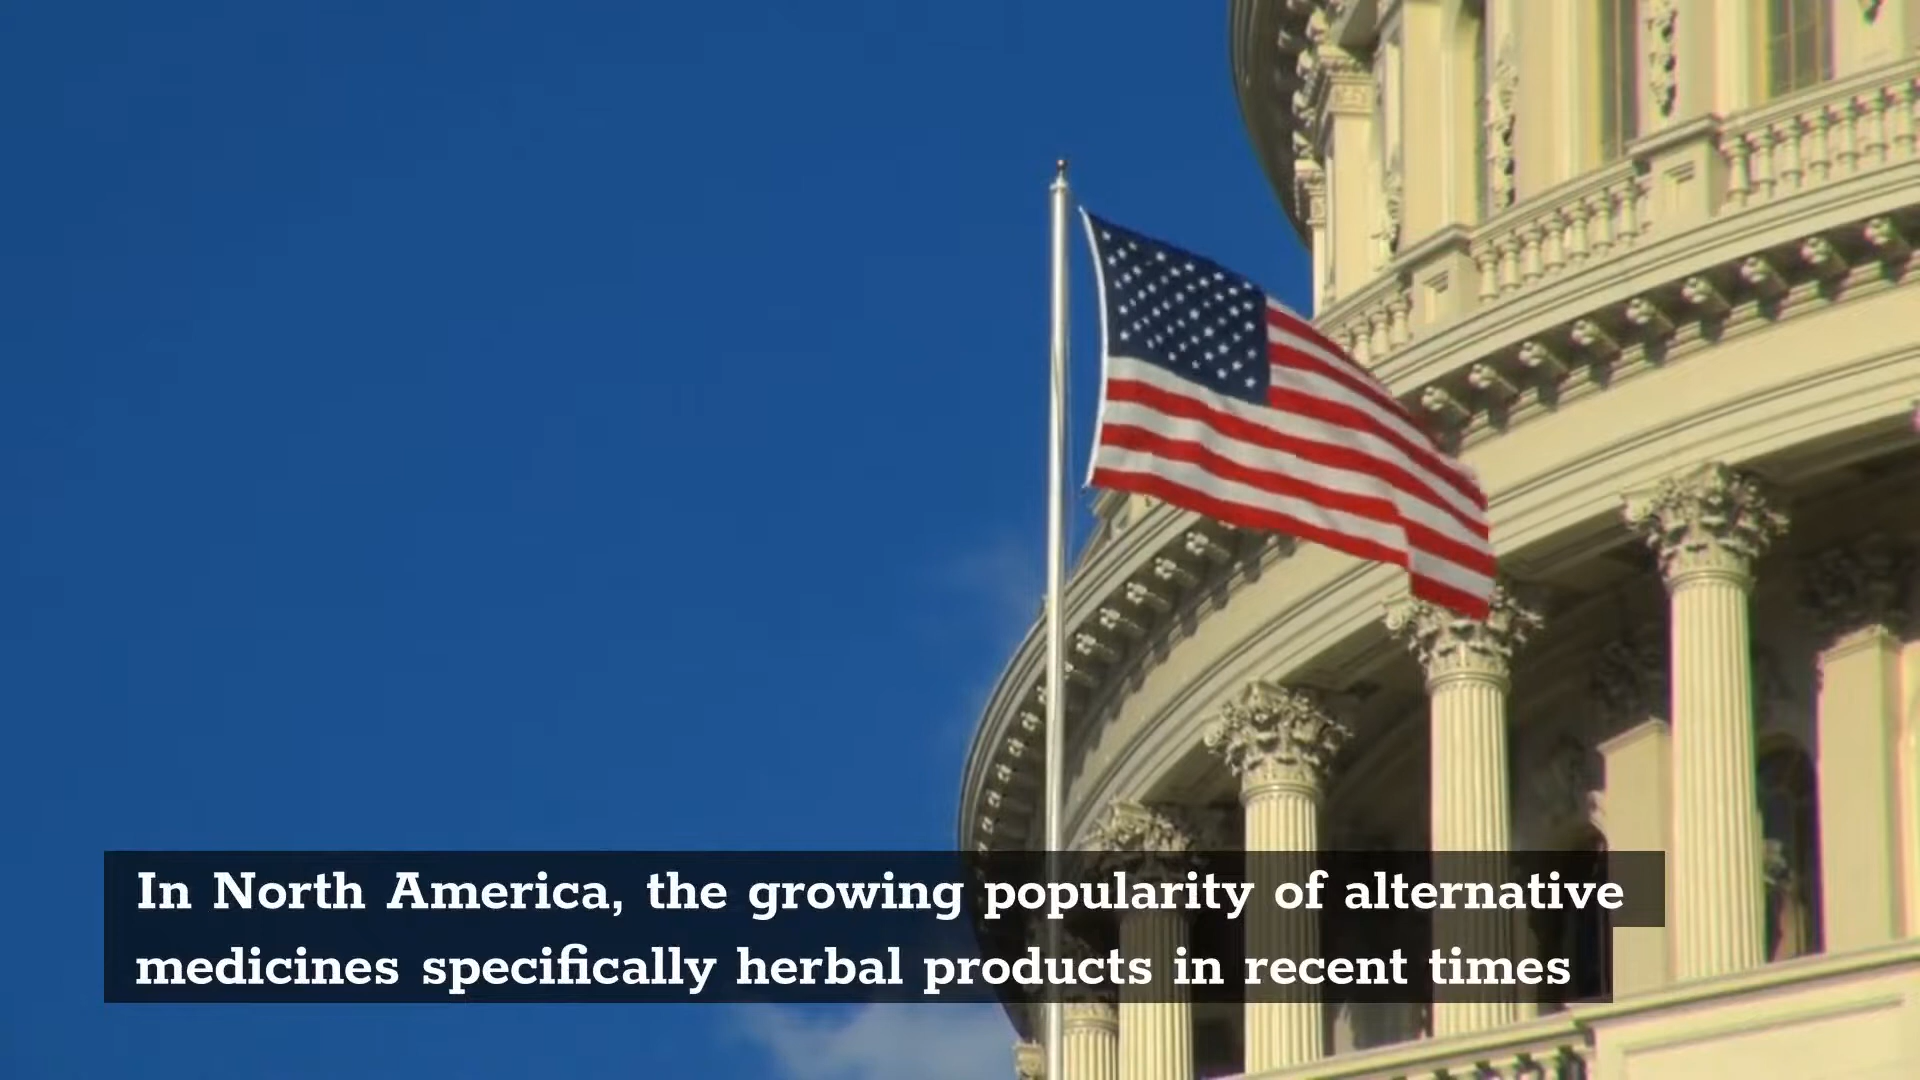 In North America, the growing popularity of alternative
medicines specifically herbal products in recent times